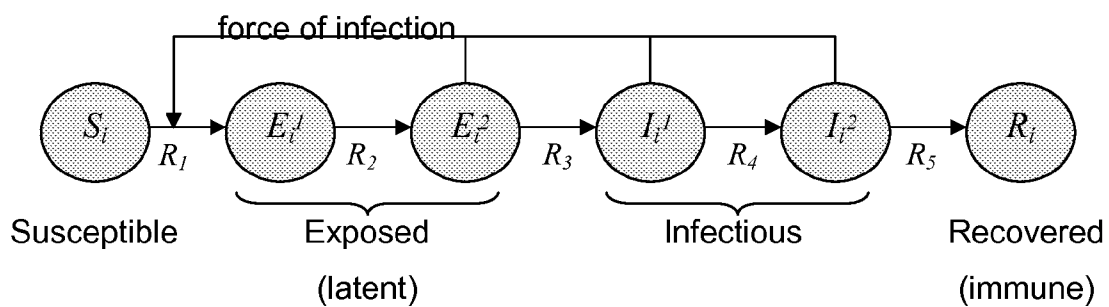 force of infection
S_i E_i^1 E_i^2 I_i^1 I_i^2 R_i
R_1 R_2 R_3 R_4 R_5
Susceptible Exposed Infectious Recovered
(latent) (immune)